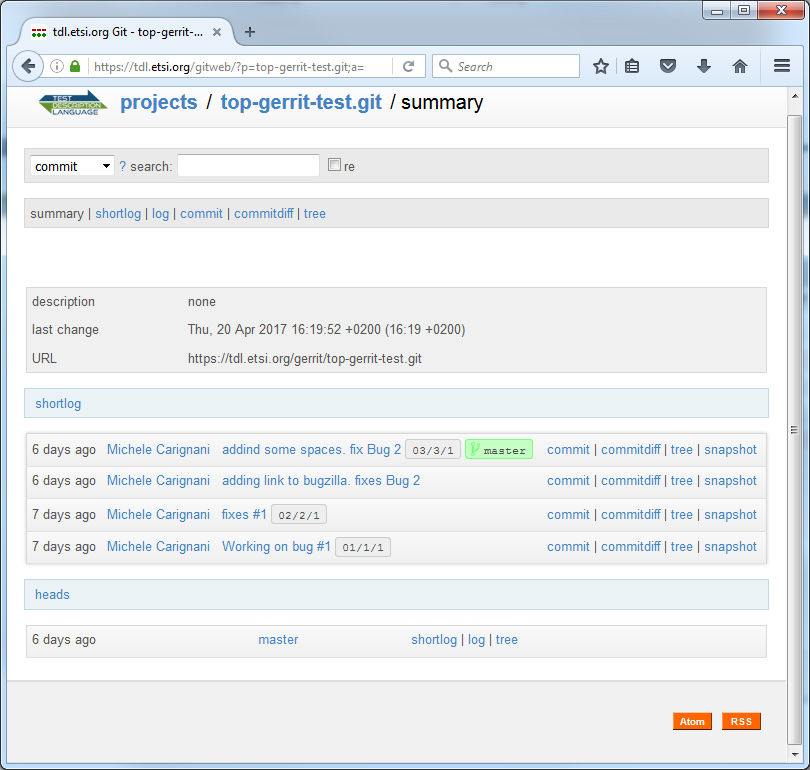 tdl.etsi.org Git - top-gerrit-...
https://tdl.etsi.org/gitweb/?p=top-gerrit-test.git;a=
Search
TEST DESCRIPTION LANGUAGE
projects / top-gerrit-test.git / summary
commit ? search: re
summary | shortlog | log | commit | commitdiff | tree
description none
last change Thu, 20 Apr 2017 16:19:52 +0200 (16:19 +0200)
URL https://tdl.etsi.org/gerrit/top-gerrit-test.git
shortlog
6 days ago Michele Carignani addind some spaces. fix Bug 2 03/3/1 master commit | commitdiff | tree | snapshot
6 days ago Michele Carignani adding link to bugzilla. fixes Bug 2 commit | commitdiff | tree | snapshot
7 days ago Michele Carignani fixes #1 02/2/1 commit | commitdiff | tree | snapshot
7 days ago Michele Carignani Working on bug #1 01/1/1 commit | commitdiff | tree | snapshot
heads
6 days ago master shortlog | log | tree
Atom RSS